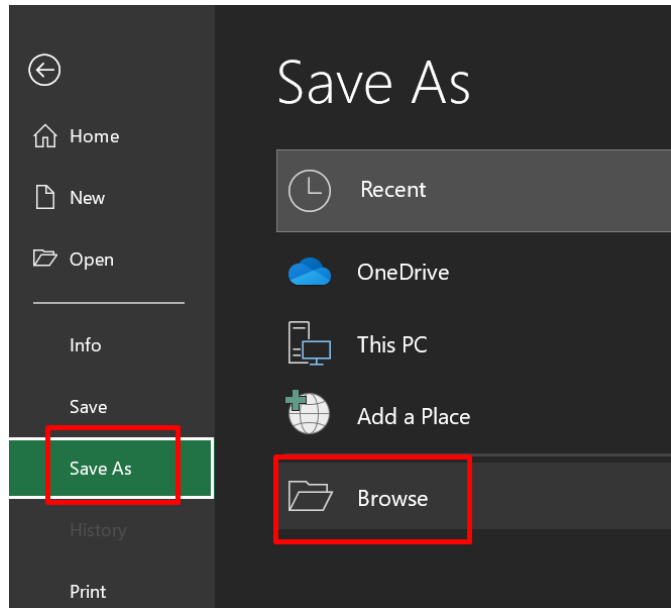 Home
New
Open
Info
Save
Save As
History
Print
Save As
Recent
OneDrive
This PC
Add a Place
Browse